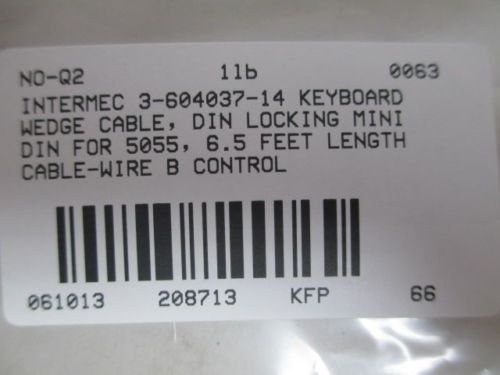 NO-Q2 1lb 0063
INTERMEC 3-604037-14 KEYBOARD
WEDGE CABLE, DIN LOCKING MINI
DIN FOR 5055, 6.5 FEET LENGTH
CABLE-WIRE B CONTROL
061013 208713 KFP 66